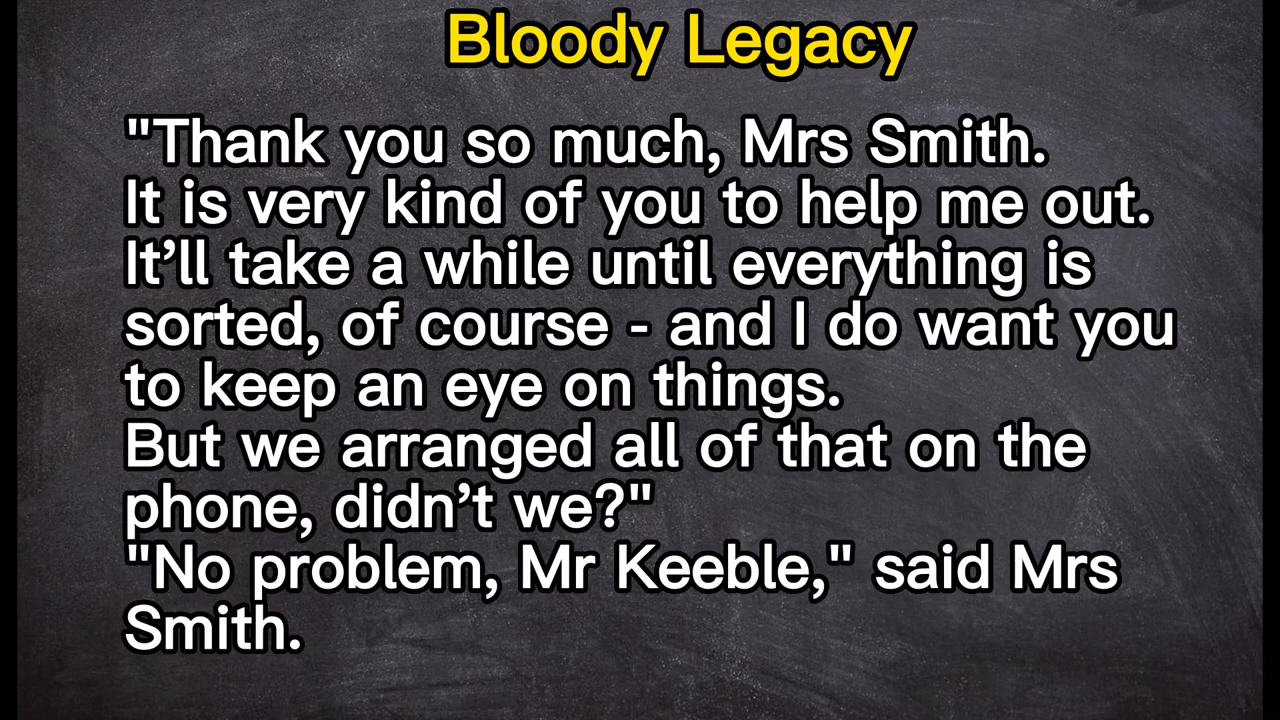 Bloody Legacy
"Thank you so much, Mrs Smith.
It is very kind of you to help me out.
It’ll take a while until everything is
sorted, of course - and I do want you
to keep an eye on things.
But we arranged all of that on the
phone, didn’t we?"
"No problem, Mr Keeble," said Mrs
Smith.